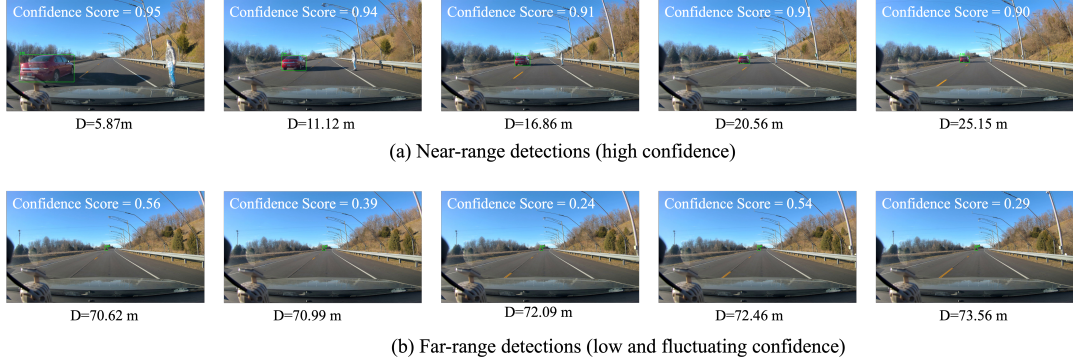 Confidence Score = 0.95
Confidence Score = 0.94
Confidence Score = 0.91
Confidence Score = 0.91
Confidence Score = 0.90
D=5.87m
D=11.12 m
D=16.86 m
D=20.56 m
D=25.15 m
(a) Near-range detections (high confidence)
Confidence Score = 0.56
Confidence Score = 0.39
Confidence Score = 0.24
Confidence Score = 0.54
Confidence Score = 0.29
D=70.62 m
D=70.99 m
D=72.09 m
D=72.46 m
D=73.56 m
(b) Far-range detections (low and fluctuating confidence)